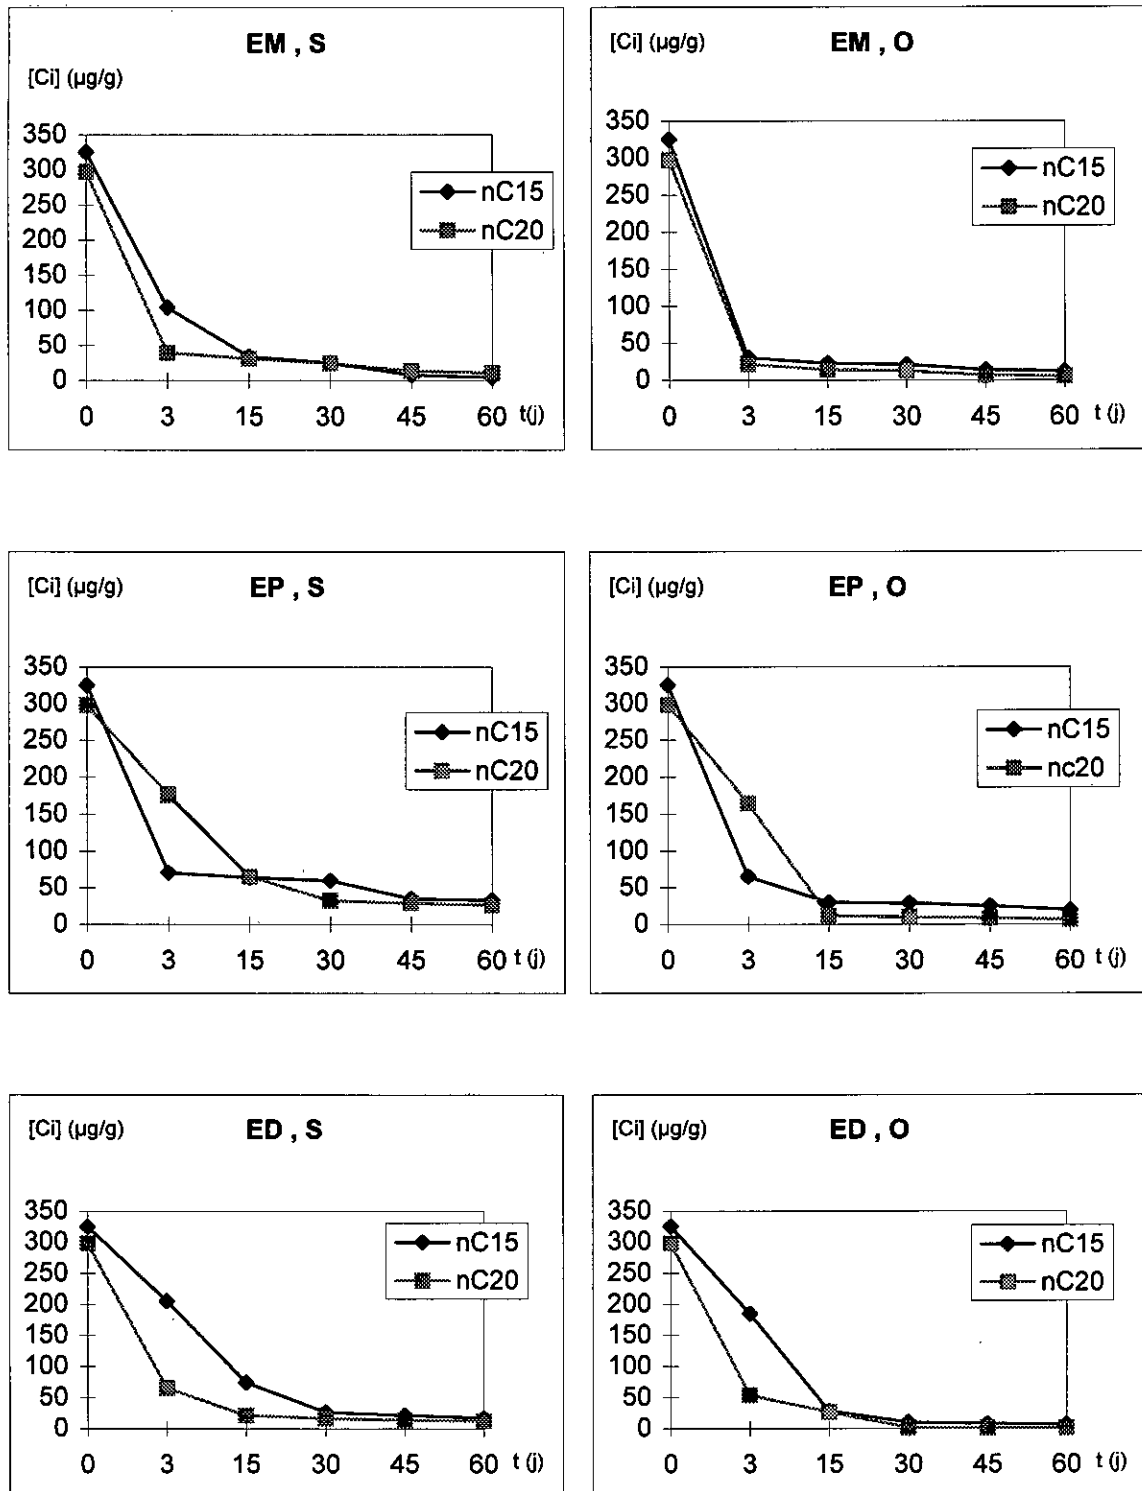 EM , S
[Ci] (µg/g)
350
300
250
200
150
100
50
0
0 3 15 30 45 60 t(j)
nC15
nC20
EM , O
[Ci] (µg/g)
350
300
250
200
150
100
50
0
0 3 15 30 45 60 t (j)
nC15
nC20
EP , S
[Ci] (µg/g)
350
300
250
200
150
100
50
0
0 3 15 30 45 60 t (j)
nC15
nC20
EP , O
[Ci] (µg/g)
350
300
250
200
150
100
50
0
0 3 15 30 45 60 t (j)
nC15
nc20
ED , S
[Ci] (µg/g)
350
300
250
200
150
100
50
0
0 3 15 30 45 60 t (j)
nC15
nC20
ED , O
[Ci] (µg/g)
350
300
250
200
150
100
50
0
0 3 15 30 45 60 t (j)
nC15
nC20